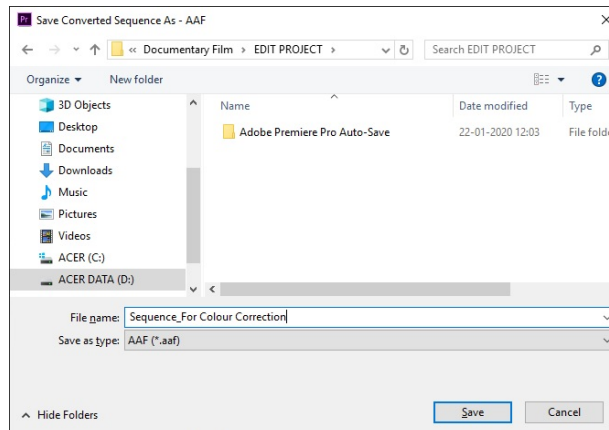 Pr Save Converted Sequence As - AAF
« Documentary Film > EDIT PROJECT >
Search EDIT PROJECT
Organize
New folder
?
3D Objects
Desktop
Documents
Downloads
Music
Pictures
Videos
ACER (C:)
ACER DATA (D:)
Name Date modified Type
Adobe Premiere Pro Auto-Save 22-01-2020 12:03 File folde
File name: Sequence_For Colour Correction
Save as type: AAF (*.aaf)
Hide Folders
Save
Cancel